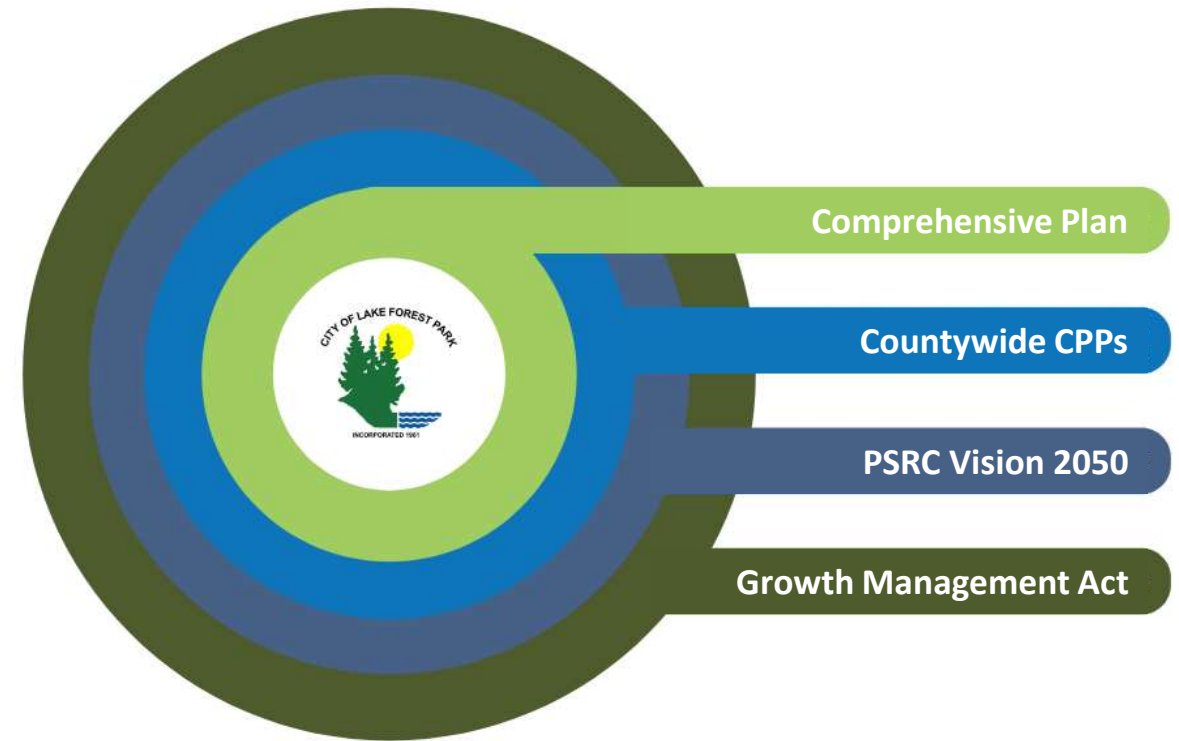 CITY OF LAKE FOREST PARK
INCORPORATED 1961
Comprehensive Plan
Countywide CPPs
PSRC Vision 2050
Growth Management Act